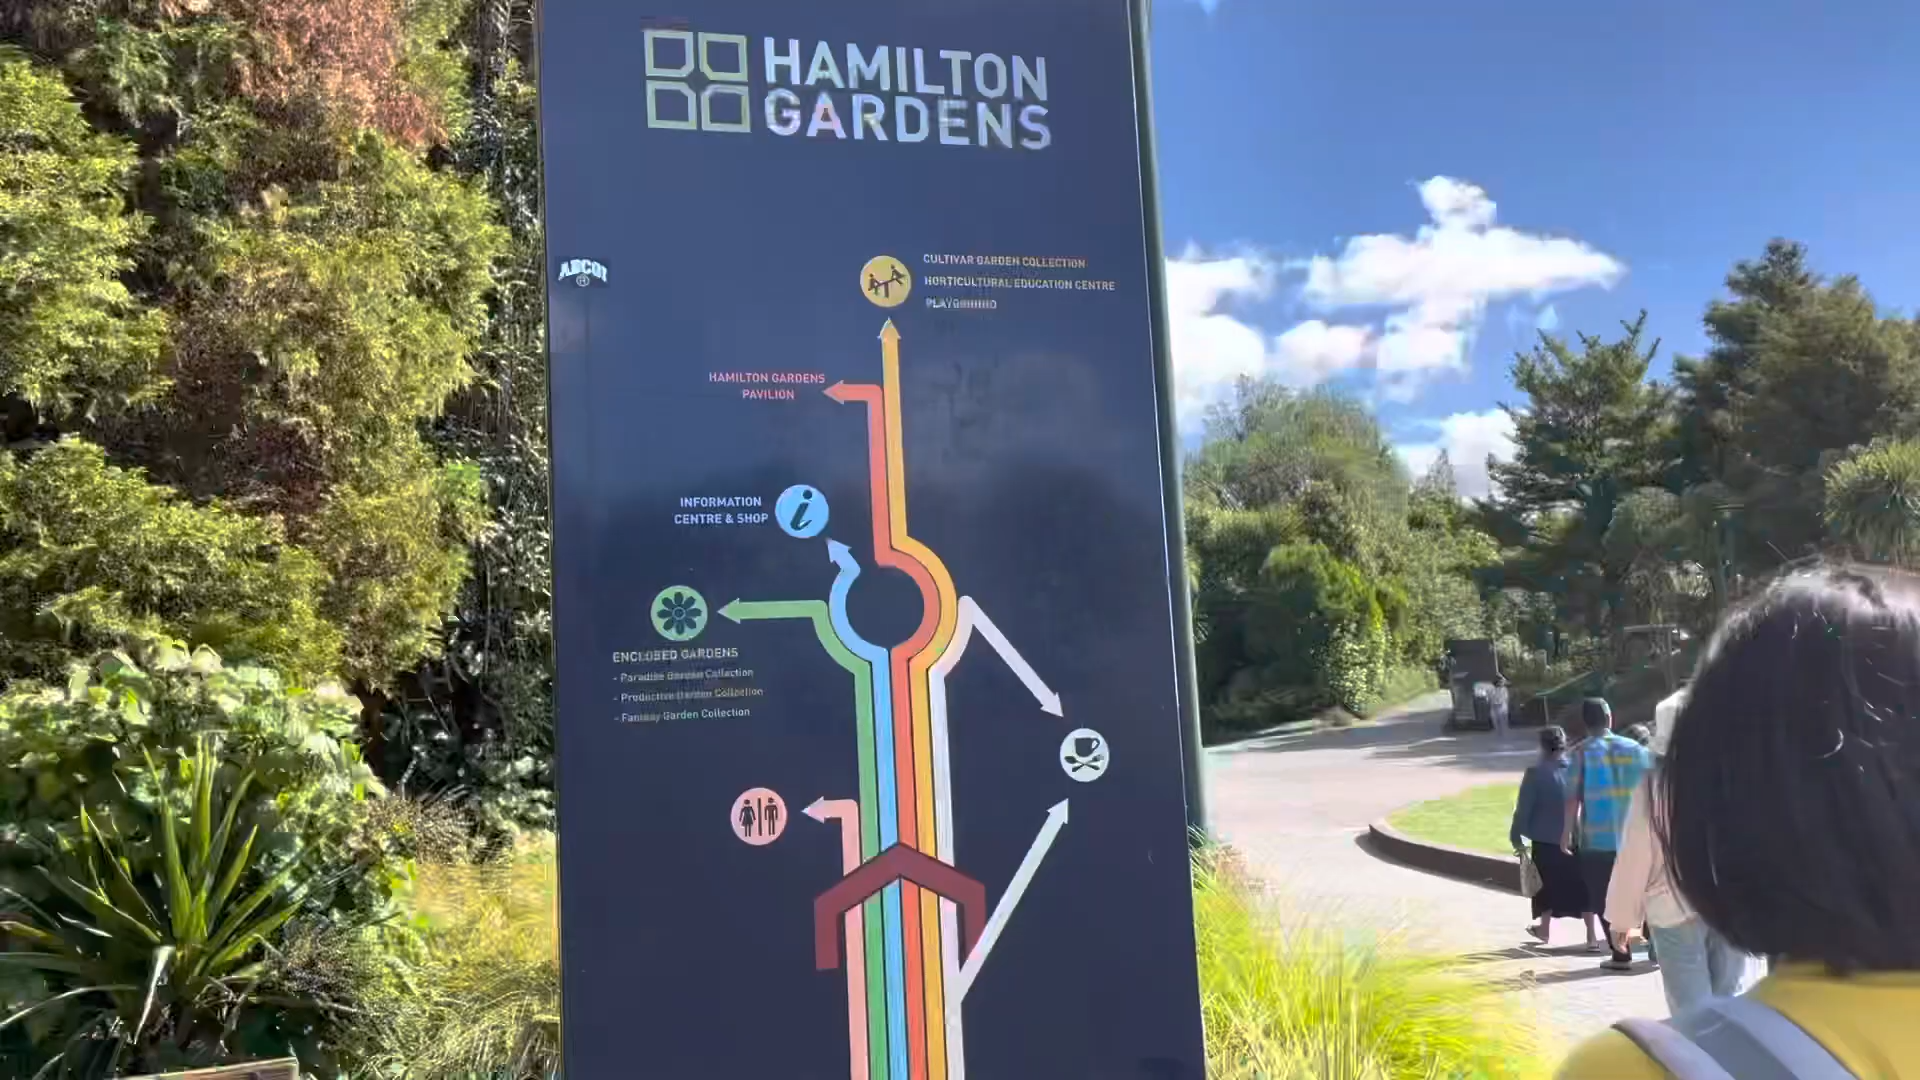 HAMILTON
GARDENS
CULTIVAR GARDEN COLLECTION
HORTICULTURAL EDUCATION CENTRE
PLAYGROUND
HAMILTON GARDENS
PAVILION
INFORMATION
CENTRE & SHOP
i
ENCLOSED GARDENS
- Paradise Garden Collection
- Productive Garden Collection
- Fantasy Garden Collection